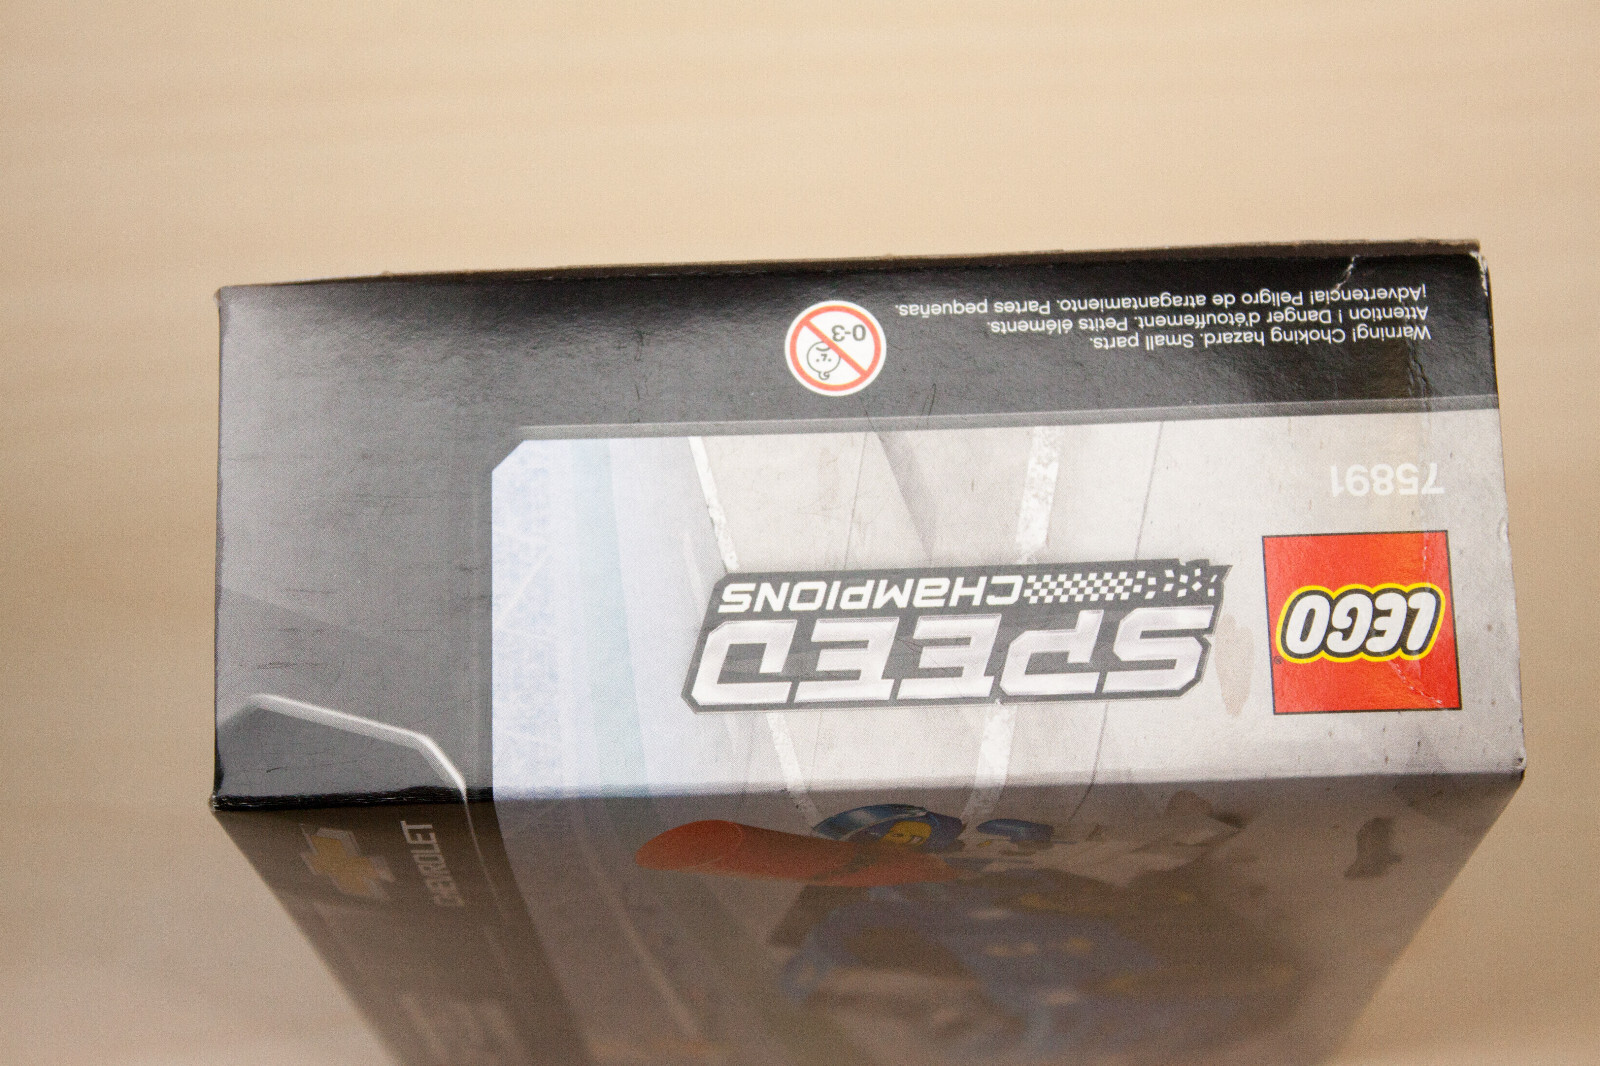 LEGO
SPEED
CHAMPIONS
75891
Warning! Choking hazard. Small parts.
Attention ! Danger d'étouffement. Petits éléments.
¡Advertencia! Peligro de atragantamiento. Partes pequeñas.
0-3
CHEVROLET